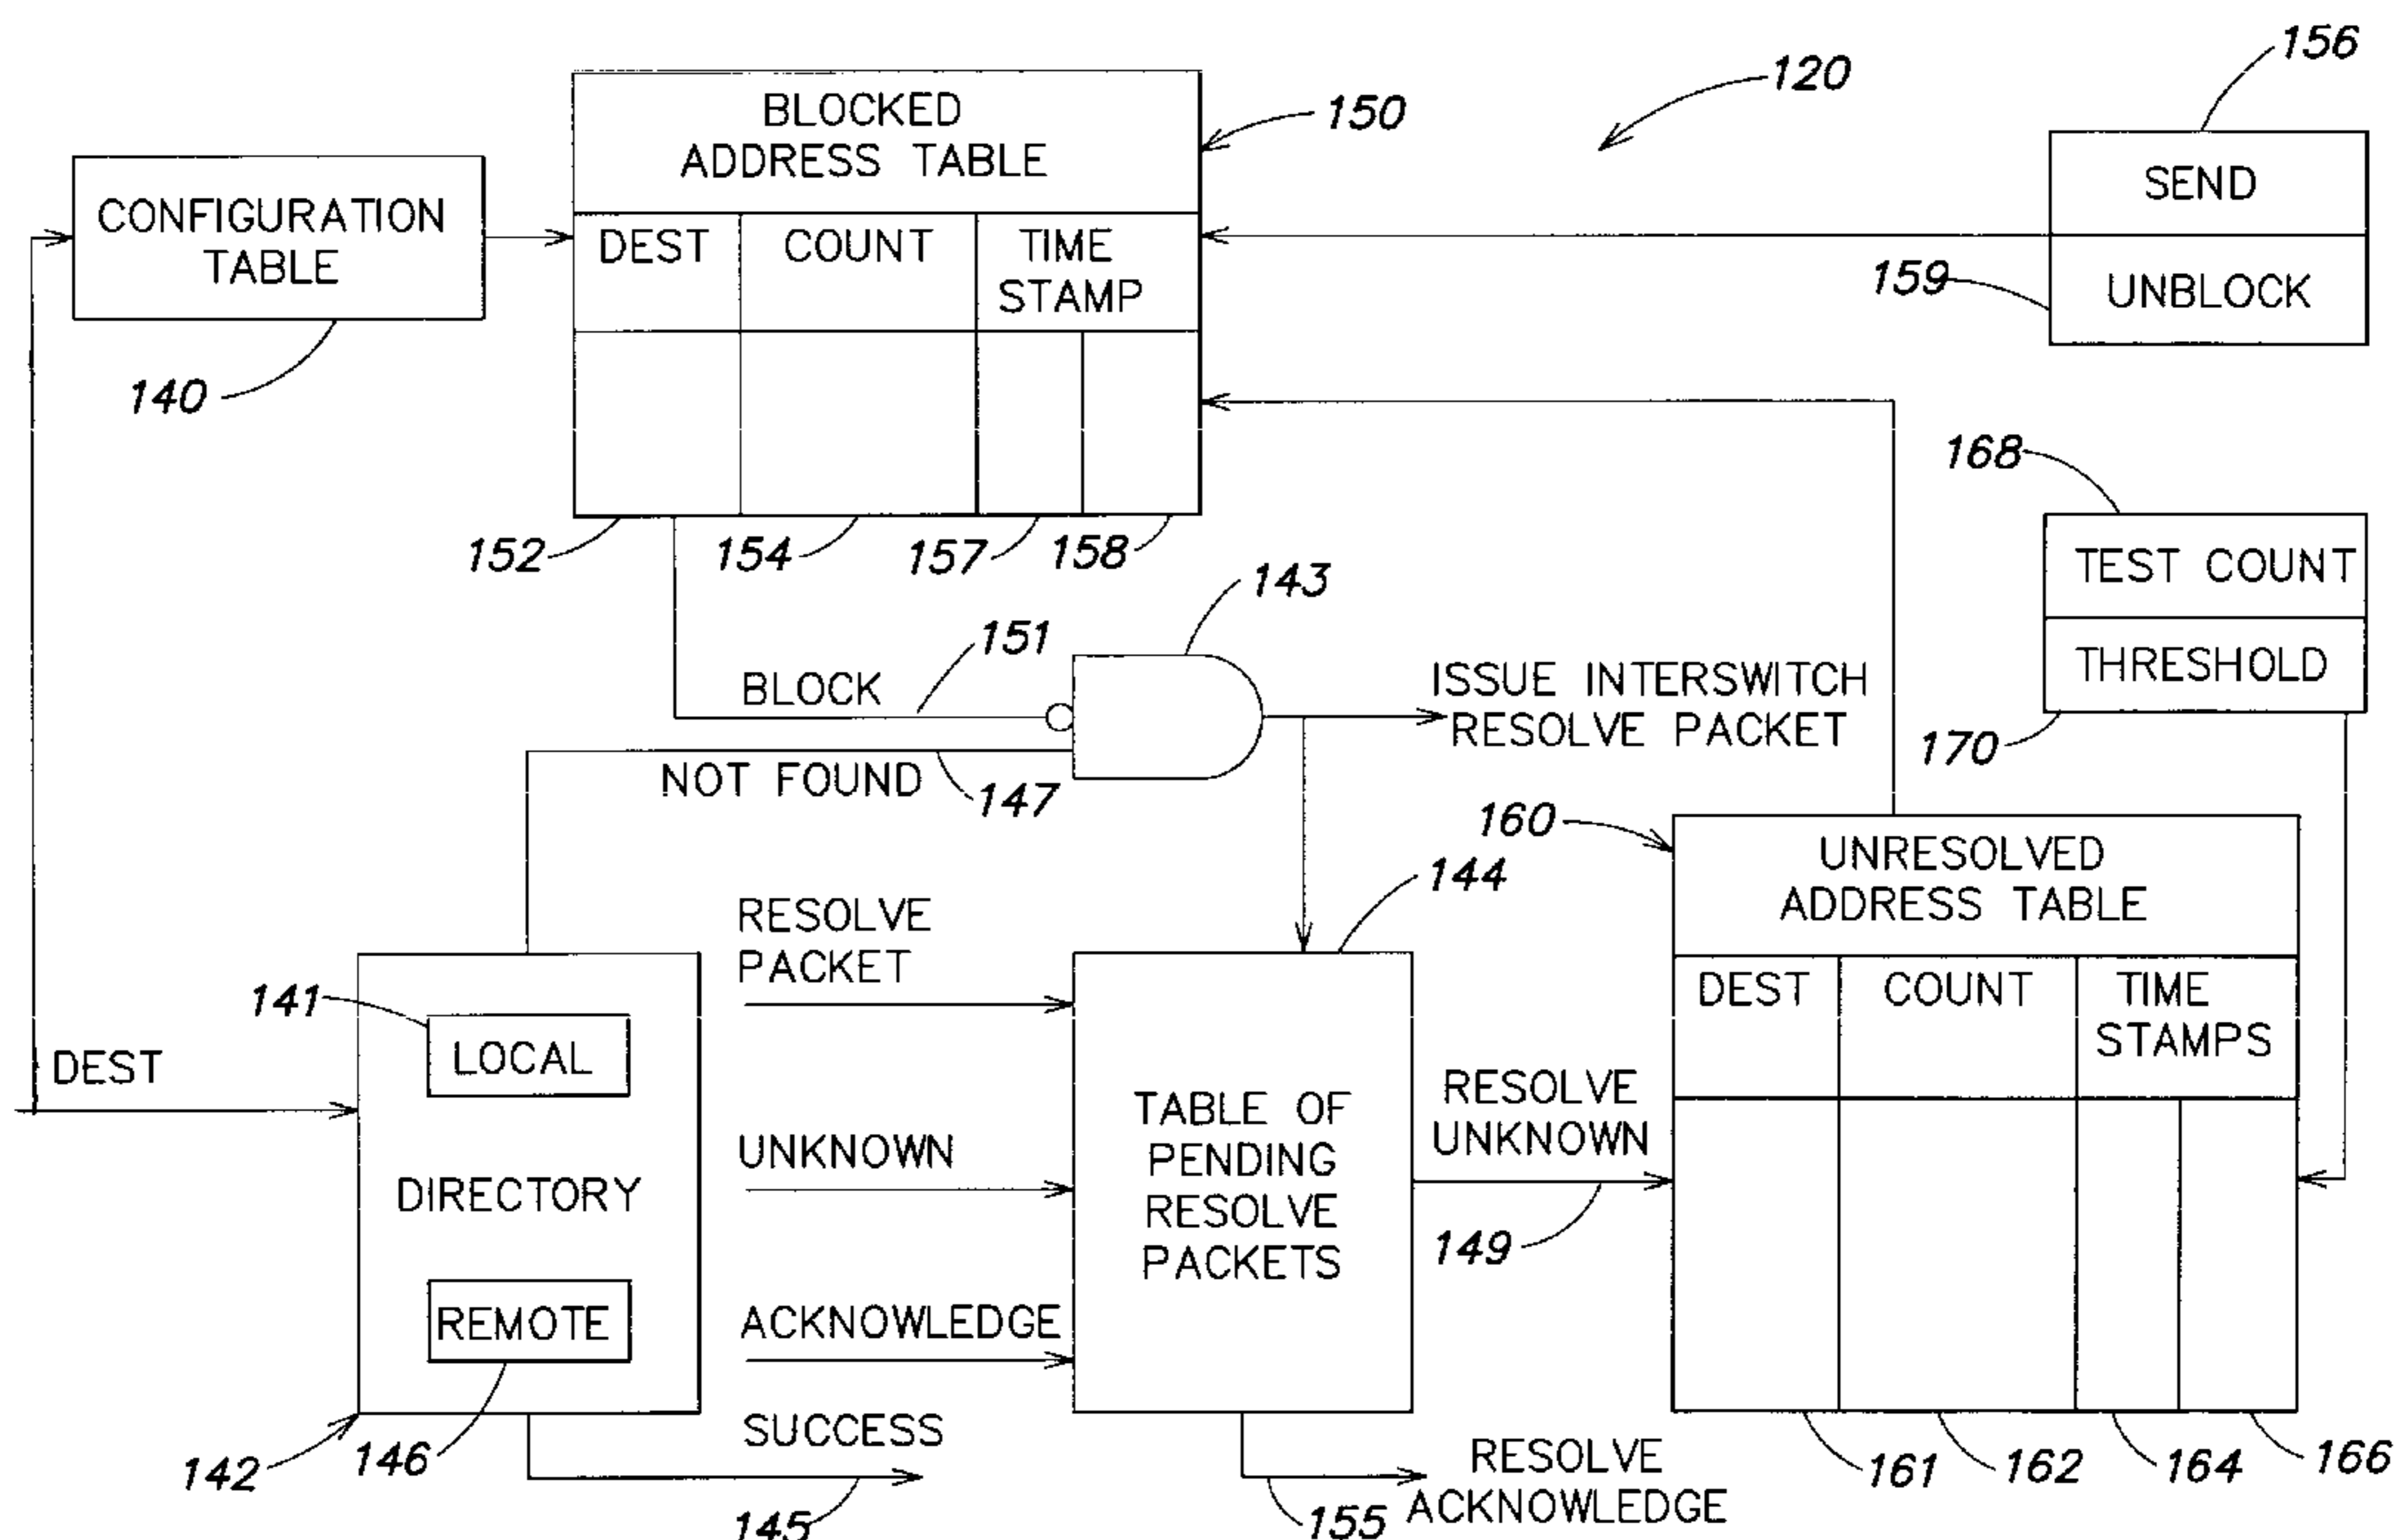 156
120
BLOCKED
ADDRESS TABLE
150
SEND
CONFIGURATION
TABLE
DEST
COUNT
TIME
STAMP
159
UNBLOCK
140
168
152
154
157
158
TEST COUNT
143
151
THRESHOLD
BLOCK
ISSUE INTERSWITCH
RESOLVE PACKET
170
NOT FOUND
147
160
144
UNRESOLVED
ADDRESS TABLE
RESOLVE
PACKET
141
LOCAL
DEST
COUNT
TIME
STAMPS
DEST
RESOLVE
UNKNOWN
TABLE OF
PENDING
RESOLVE
PACKETS
UNKNOWN
DIRECTORY
149
REMOTE
ACKNOWLEDGE
SUCCESS
142
146
145
155
RESOLVE
ACKNOWLEDGE
161
162
164
166